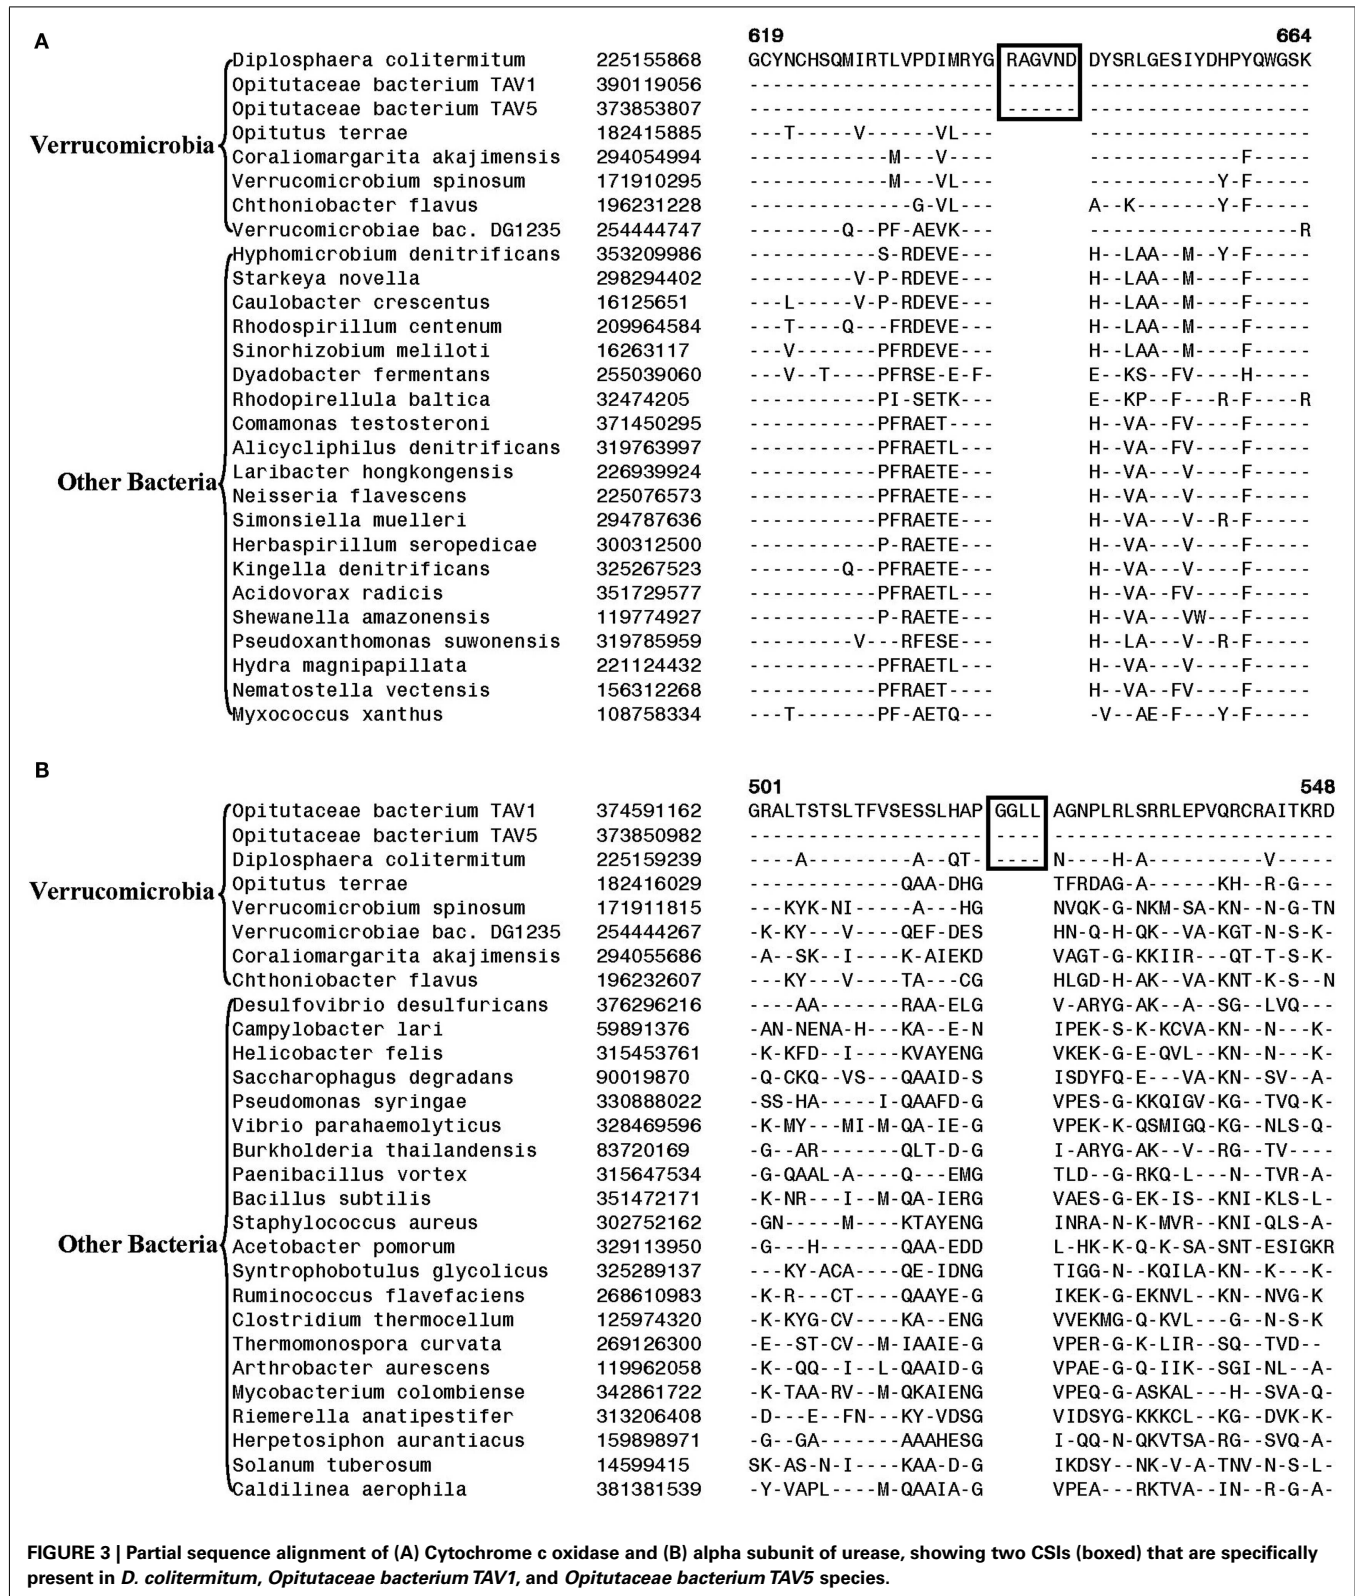 A
619 664
Diplosphaera colitermitum 225155868 GCYNCHSQMIRTLVPDIMRYG RAGVND DYSRLGESIYDHPYQWGSK
Opitutaceae bacterium TAV1 390119056 --------------------- ------ -------------------
Opitutaceae bacterium TAV5 373853807 --------------------- ------ -------------------
Opitutus terrae 182415885 ---T-----V------VL--- -------------------
Verrucomicrobia
Coraliomargarita akajimensis 294054994 ------------M---V---- -------------F-----
Verrucomicrobium spinosum 171910295 ------------M---VL--- -----------Y-F-----
Chthoniobacter flavus 196231228 --------------G-VL--- A--K-------Y-F-----
Verrucomicrobiae bac. DG1235 254444747 --------Q--PF-AEVK--- ------------------R
Hyphomicrobium denitrificans 353209986 -----------S-RDEVE--- H--LAA--M--Y-F-----
Starkeya novella 298294402 ---------V-P-RDEVE--- H--LAA--M----F-----
Caulobacter crescentus 16125651 ---L-----V-P-RDEVE--- H--LAA--M----F-----
Rhodospirillum centenum 209964584 ---T----Q---FRDEVE--- H--LAA--M----F-----
Sinorhizobium meliloti 16263117 ---V-------PFRDEVE--- H--LAA--M----F-----
Dyadobacter fermentans 255039060 ---V--T----PFRSE-E-F- E--KS--FV----H-----
Rhodopirellula baltica 32474205 -----------PI-SETK--- E--KP--F---R-F----R
Comamonas testosteroni 371450295 -----------PFRAET---- H--VA--FV----F-----
Alicycliphilus denitrificans 319763997 -----------PFRAETL--- H--VA--FV----F-----
Laribacter hongkongensis 226939924 -----------PFRAETE--- H--VA---V----F-----
Other Bacteria
Neisseria flavescens 225076573 -----------PFRAETE--- H--VA---V----F-----
Simonsiella muelleri 294787636 -----------PFRAETE--- H--VA---V--R-F-----
Herbaspirillum seropedicae 300312500 -----------P-RAETE--- H--VA---V----F-----
Kingella denitrificans 325267523 --------Q--PFRAETE--- H--VA---V----F-----
Acidovorax radicis 351729577 -----------PFRAETL--- H--VA--FV----F-----
Shewanella amazonensis 119774927 -----------P-RAETE--- H--VA---VW---F-----
Pseudoxanthomonas suwonensis 319785959 ---------V---RFESE--- H--LA---V--R-F-----
Hydra magnipapillata 221124432 -----------PFRAETL--- H--VA---V----F-----
Nematostella vectensis 156312268 -----------PFRAET---- H--VA--FV----F-----
Myxococcus xanthus 108758334 ---T-------PF-AETQ--- -V--AE-F---Y-F-----
B
501 548
Opitutaceae bacterium TAV1 374591162 GRALTSTSLTFVSESSLHAP GGLL AGNPLRLSRRLEPVQRCRAITKRD
Opitutaceae bacterium TAV5 373850982 -------------------- ---- ------------------------
Diplosphaera colitermitum 225159239 ----A---------A--QT- ---- N----H-A----------V-----
Verrucomicrobia
Opitutus terrae 182416029 -------------QAA-DHG TFRDAG-A------KH--R-G---
Verrucomicrobium spinosum 171911815 ---KYK-NI-----A---HG NVQK-G-NKM-SA-KN--N-G-TN
Verrucomicrobiae bac. DG1235 254444267 -K-KY---V----QEF-DES HN-Q-H-QK--VA-KGT-N-S-K-
Coraliomargarita akajimensis 294055686 -A--SK--I----K-AIEKD VAGT-G-KKIIR---QT-T-S-K-
Chthoniobacter flavus 196232607 ---KY---V----TA---CG HLGD-H-AK--VA-KNT-K-S--N
Desulfovibrio desulfuricans 376296216 ----AA-------RAA-ELG V-ARYG-AK--A--SG--LVQ---
Campylobacter lari 59891376 -AN-NENA-H---KA--E-N IPEK-S-K-KCVA-KN--N---K-
Helicobacter felis 315453761 -K-KFD--I----KVAYENG VKEK-G-E-QVL--KN--N---K-
Saccharophagus degradans 90019870 -Q-CKQ--VS---QAAID-S ISDYFQ-E---VA-KN--SV--A-
Pseudomonas syringae 330888022 -SS-HA-----I-QAAFD-G VPES-G-KKQIGV-KG--TVQ-K-
Vibrio parahaemolyticus 328469596 -K-MY---MI-M-QA-IE-G VPEK-K-QSMIGQ-KG--NLS-Q-
Burkholderia thailandensis 83720169 -G--AR-------QLT-D-G I-ARYG-AK--V--RG--TV----
Paenibacillus vortex 315647534 -G-QAAL-A----Q---EMG TLD--G-RKQ-L---N--TVR-A-
Bacillus subtilis 351472171 -K-NR---I--M-QA-IERG VAES-G-EK-IS--KNI-KLS-L-
Staphylococcus aureus 302752162 -GN-----M----KTAYENG INRA-N-K-MVR--KNI-QLS-A-
Other Bacteria
Acetobacter pomorum 329113950 -G---H-------QAA-EDD L-HK-K-Q-K-SA-SNT-ESIGKR
Syntrophobotulus glycolicus 325289137 ---KY-ACA----QE-IDNG TIGG-N--KQILA-KN--K---K-
Ruminococcus flavefaciens 268610983 -K-R---CT----QAAYE-G IKEK-G-EKNVL--KN--NVG-K
Clostridium thermocellum 125974320 -K-KYG-CV----KA--ENG VVEKMG-Q-KVL---G--N-S-K
Thermomonospora curvata 269126300 -E--ST-CV--M-IAAIE-G VPER-G-K-LIR--SQ--TVD--
Arthrobacter aurescens 119962058 -K--QQ--I--L-QAAID-G VPAE-G-Q-IIK--SGI-NL--A-
Mycobacterium colombiense 342861722 -K-TAA-RV--M-QKAIENG VPEQ-G-ASKAL---H--SVA-Q-
Riemerella anatipestifer 313206408 -D---E--FN---KY-VDSG VIDSYG-KKKCL--KG--DVK-K-
Herpetosiphon aurantiacus 159898971 -G--GA-------AAAHESG I-QQ-N-QKVTSA-RG--SVQ-A-
Solanum tuberosum 14599415 SK-AS-N-I----KAA-D-G IKDSY--NK-V-A-TNV-N-S-L-
Caldilinea aerophila 381381539 -Y-VAPL----M-QAAIA-G VPEA---RKTVA--IN--R-G-A-
FIGURE 3 | Partial sequence alignment of (A) Cytochrome c oxidase and (B) alpha subunit of urease, showing two CSIs (boxed) that are specifically
present in D. colitermitum, Opitutaceae bacterium TAV1, and Opitutaceae bacterium TAV5 species.